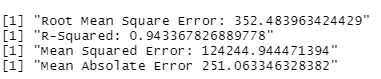 [1] "Root Mean Square Error: 352.483963424429"
[1] "R-Squared: 0.943367826889778"
[1] "Mean Squared Error: 124244.944471394"
[1] "Mean Absolute Error 251.063346328382"